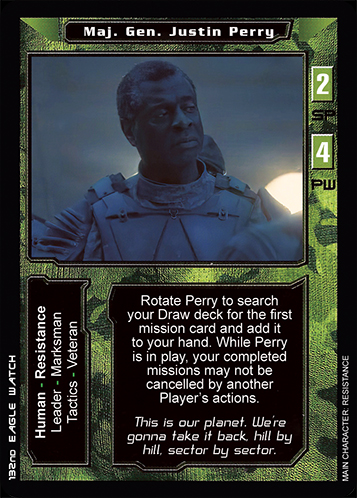 Maj. Gen. Justin Perry
2
SP
4
PW
Human - Resistance
Leader - Marksman
Tactics - Veteran
Rotate Perry to search
your Draw deck for the first
mission card and add it
to your hand. While Perry
is in play, your completed
missions may not be
cancelled by another
Player's actions.
This is our planet. We're
gonna take it back, hill by
hill, sector by sector.
132ND EAGLE WATCH
MAIN CHARACTER: RESISTANCE